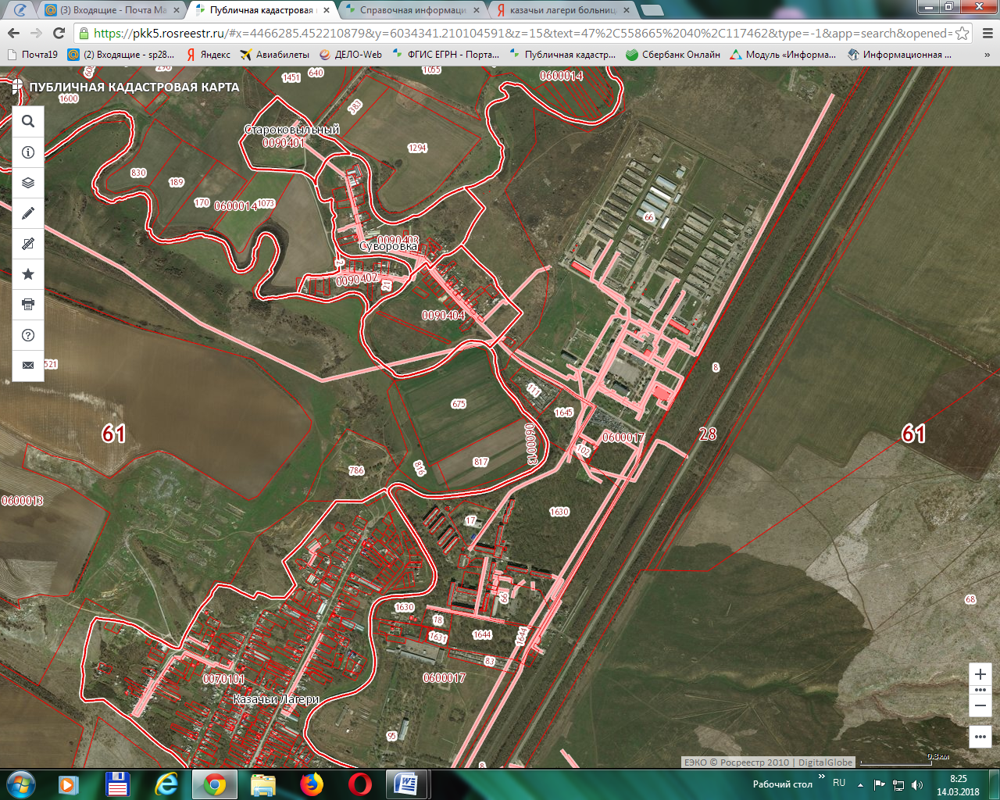 (3) Входящие - Почта Ma
Публичная кадастровая
Справочная информаци
казачьи лагери больниц
https://pkk5.rosreestr.ru/#x=4466285.452210879&y=6034341.210104591&z=15&text=47%2C558665%2040%2C117462&type=-1&app=search&opened=
Почта19
(2) Входящие - sp28...
Яндекс
Авиабилеты
ДЕЛО-Web
ФГИС ЕГРН - Порта...
Публичная кадастр...
Сбербанк Онлайн
Модуль «Информа...
Информационная ...
»
ПУБЛИЧНАЯ КАДАСТРОВАЯ КАРТА
1600
1451
640
1055
0600014
383
Староковыльный
0090401
1294
830
189
170
0600014
1073
66
0090403
Суворовка
2
0090402
21
0090404
521
8
111
675
1645
61
0600013
0600017
28
61
102
786
816
817
0600013
1630
17
66
68
1630
18
1631
1644
1644
83
0070101
0600017
Казачьи Лагери
95
8
ЕЭКО © Росреестр 2010 | DigitalGlobe
0.3км
Рабочий стол
»
RU
8:25
14.03.2018